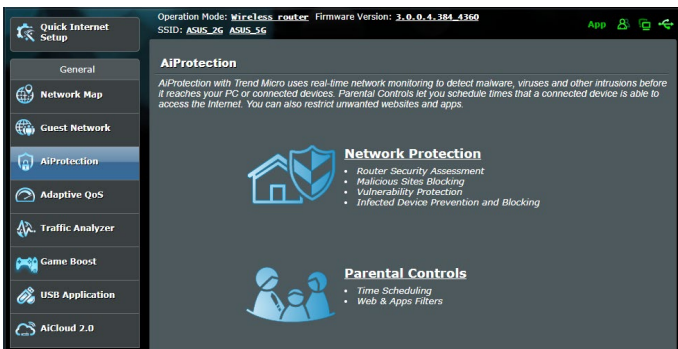 Quick Internet
Setup
Operation Mode: Wireless router Firmware Version: 3.0.0.4.384_4360
SSID: ASUS_2G ASUS_5G
App
General
Network Map
Guest Network
AiProtection
Adaptive QoS
Traffic Analyzer
Game Boost
USB Application
AiCloud 2.0
AiProtection
AiProtection with Trend Micro uses real-time network monitoring to detect malware, viruses and other intrusions before
it reaches your PC or connected devices. Parental Controls let you schedule times that a connected device is able to
access the Internet. You can also restrict unwanted websites and apps.
Network Protection
• Router Security Assessment
• Malicious Sites Blocking
• Vulnerability Protection
• Infected Device Prevention and Blocking
Parental Controls
• Time Scheduling
• Web & Apps Filters